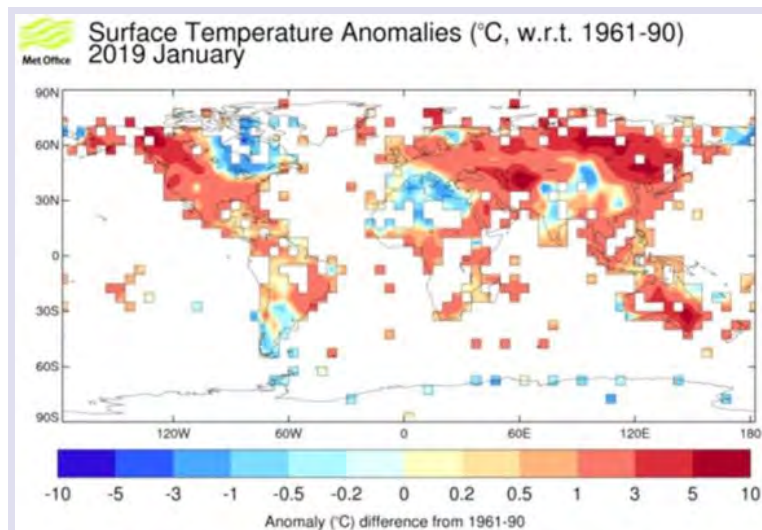 Met Office
Surface Temperature Anomalies (°C, w.r.t. 1961-90)
2019 January
90N
60N
30N
0
30S
60S
90S
120W 60W 0 60E 120E 180
-10 -5 -3 -1 -0.5 -0.2 0 0.2 0.5 1 3 5 10
Anomaly (°C) difference from 1961-90